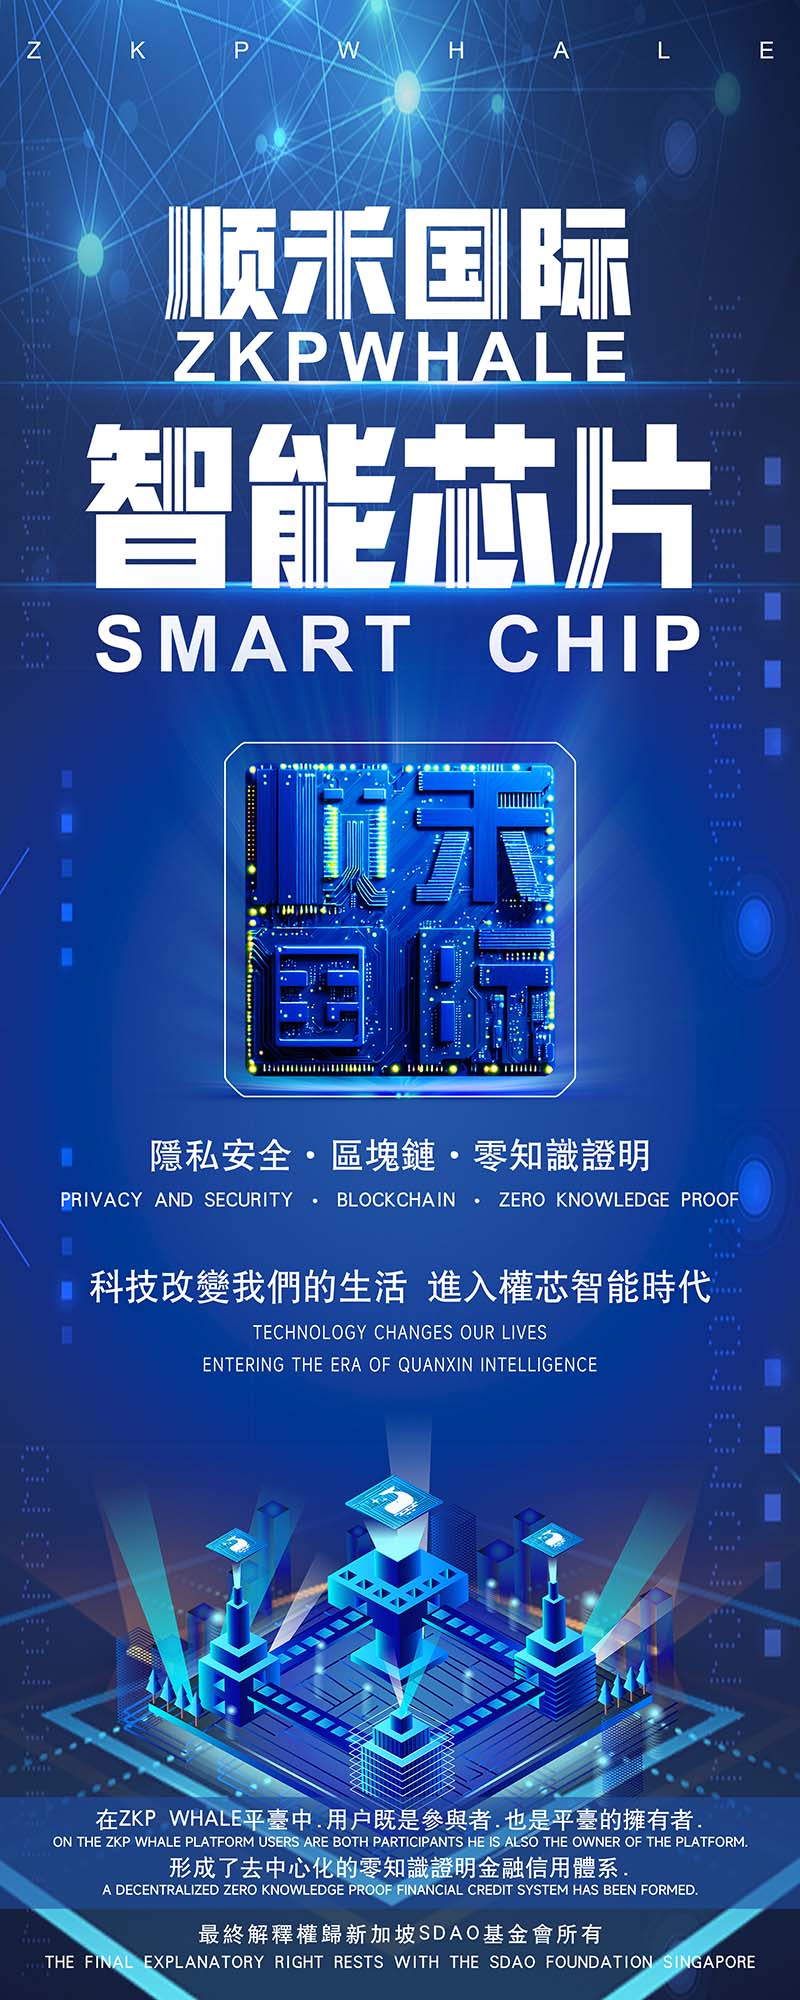 ZKPWHALE
顺禾国际
ZKPWHALE
智能芯片
SMART CHIP
顺禾
国际
隱私安全·區塊鏈·零知識證明
PRIVACY AND SECURITY · BLOCKCHAIN · ZERO KNOWLEDGE PROOF
科技改變我們的生活 進入權芯智能時代
TECHNOLOGY CHANGES OUR LIVES
ENTERING THE ERA OF QUANXIN INTELLIGENCE
在ZKP WHALE平臺中.用户既是參與者.也是平臺的擁有者.
ON THE ZKP WHALE PLATFORM USERS ARE BOTH PARTICIPANTS HE IS ALSO THE OWNER OF THE PLATFORM.
形成了去中心化的零知識證明金融信用體系.
A DECENTRALIZED ZERO KNOWLEDGE PROOF FINANCIAL CREDIT SYSTEM HAS BEEN FORMED.
最終解釋權歸新加坡SDAO基金會所有
THE FINAL EXPLANATORY RIGHT RESTS WITH THE SDAO FOUNDATION SINGAPORE